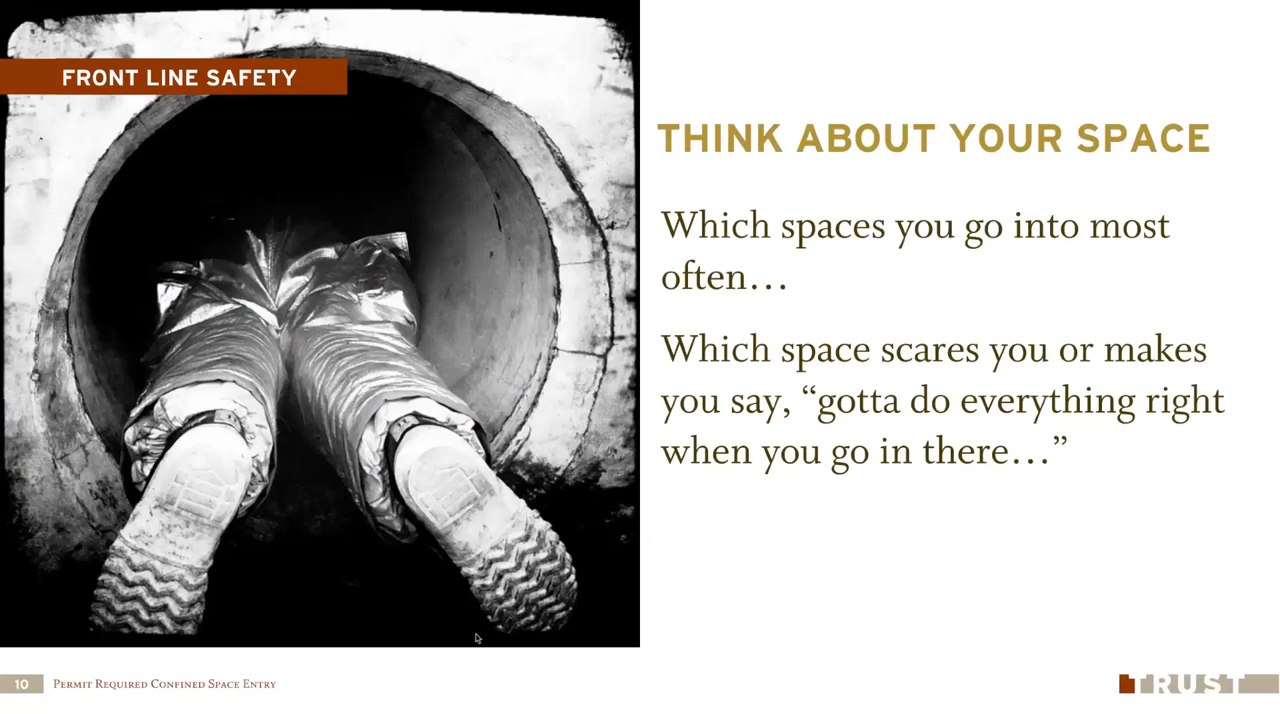 FRONT LINE SAFETY
THINK ABOUT YOUR SPACE
Which spaces you go into most
often…
Which space scares you or makes
you say, “gotta do everything right
when you go in there…”
10 Permit Required Confined Space Entry
TRUST